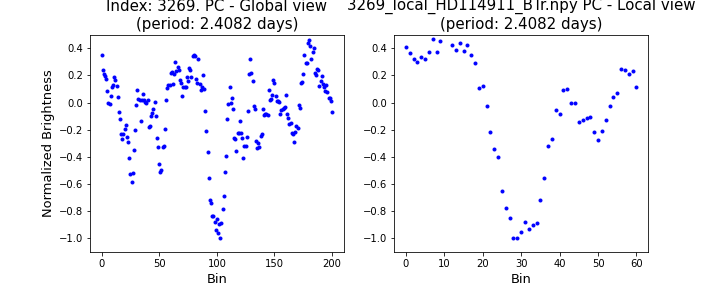 Index: 3269. PC - Global view
(period: 2.4082 days)
3269_local_HD114911_BTr.npy PC - Local view
(period: 2.4082 days)
Normalized Brightness
0.4
0.2
0.0
−0.2
−0.4
−0.6
−0.8
−1.0
0 50 100 150 200
Bin
0.4
0.2
0.0
−0.2
−0.4
−0.6
−0.8
−1.0
0 10 20 30 40 50 60
Bin